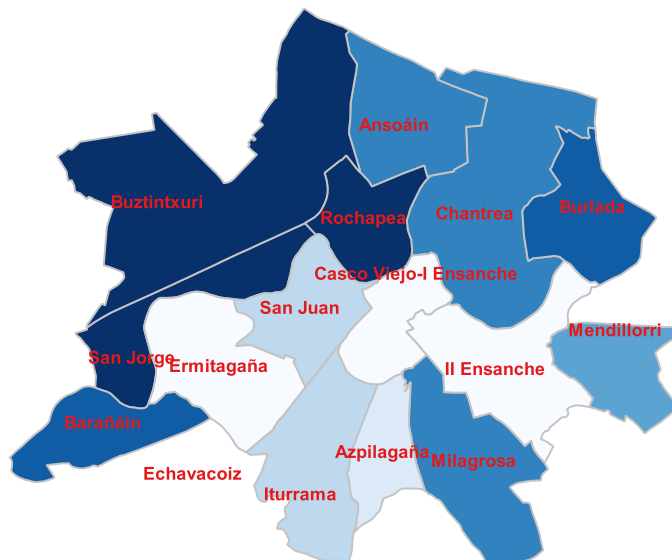 Ansoáin
Buztintxuri
Rochapea
Chantrea
Burlada
Casco Viejo-I Ensanche
San Juan
Mendillorri
San Jorge
Ermitagaña
II Ensanche
Barañáin
Azpilagaña
Milagrosa
Echavacoiz
Iturrama